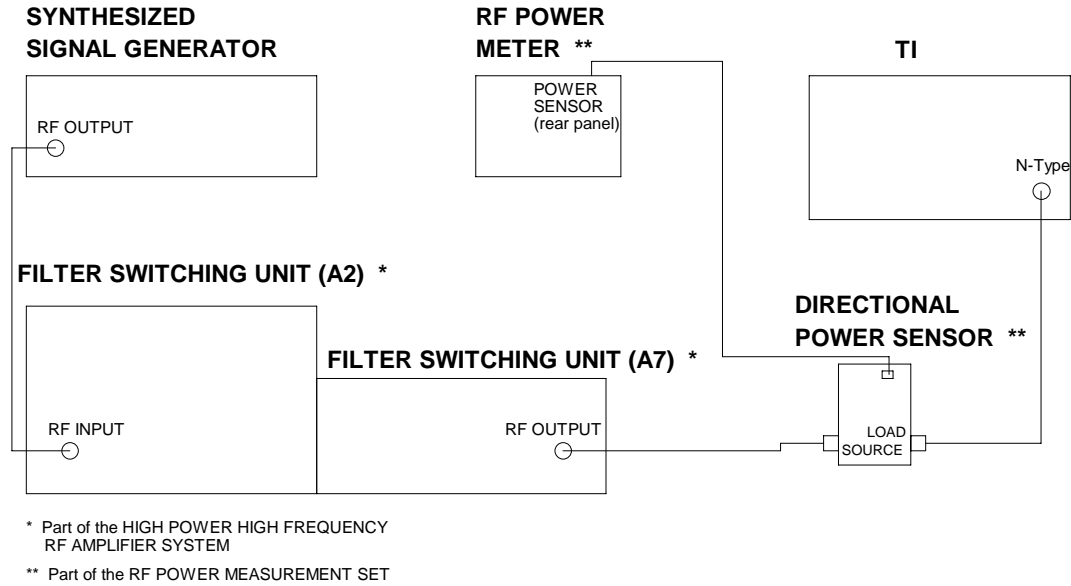 SYNTHESIZED
SIGNAL GENERATOR
RF OUTPUT
RF POWER
METER **
POWER
SENSOR
(rear panel)
TI
N-Type
FILTER SWITCHING UNIT (A2) *
RF INPUT
FILTER SWITCHING UNIT (A7) *
RF OUTPUT
DIRECTIONAL
POWER SENSOR **
LOAD
SOURCE
* Part of the HIGH POWER HIGH FREQUENCY
RF AMPLIFIER SYSTEM
** Part of the RF POWER MEASUREMENT SET